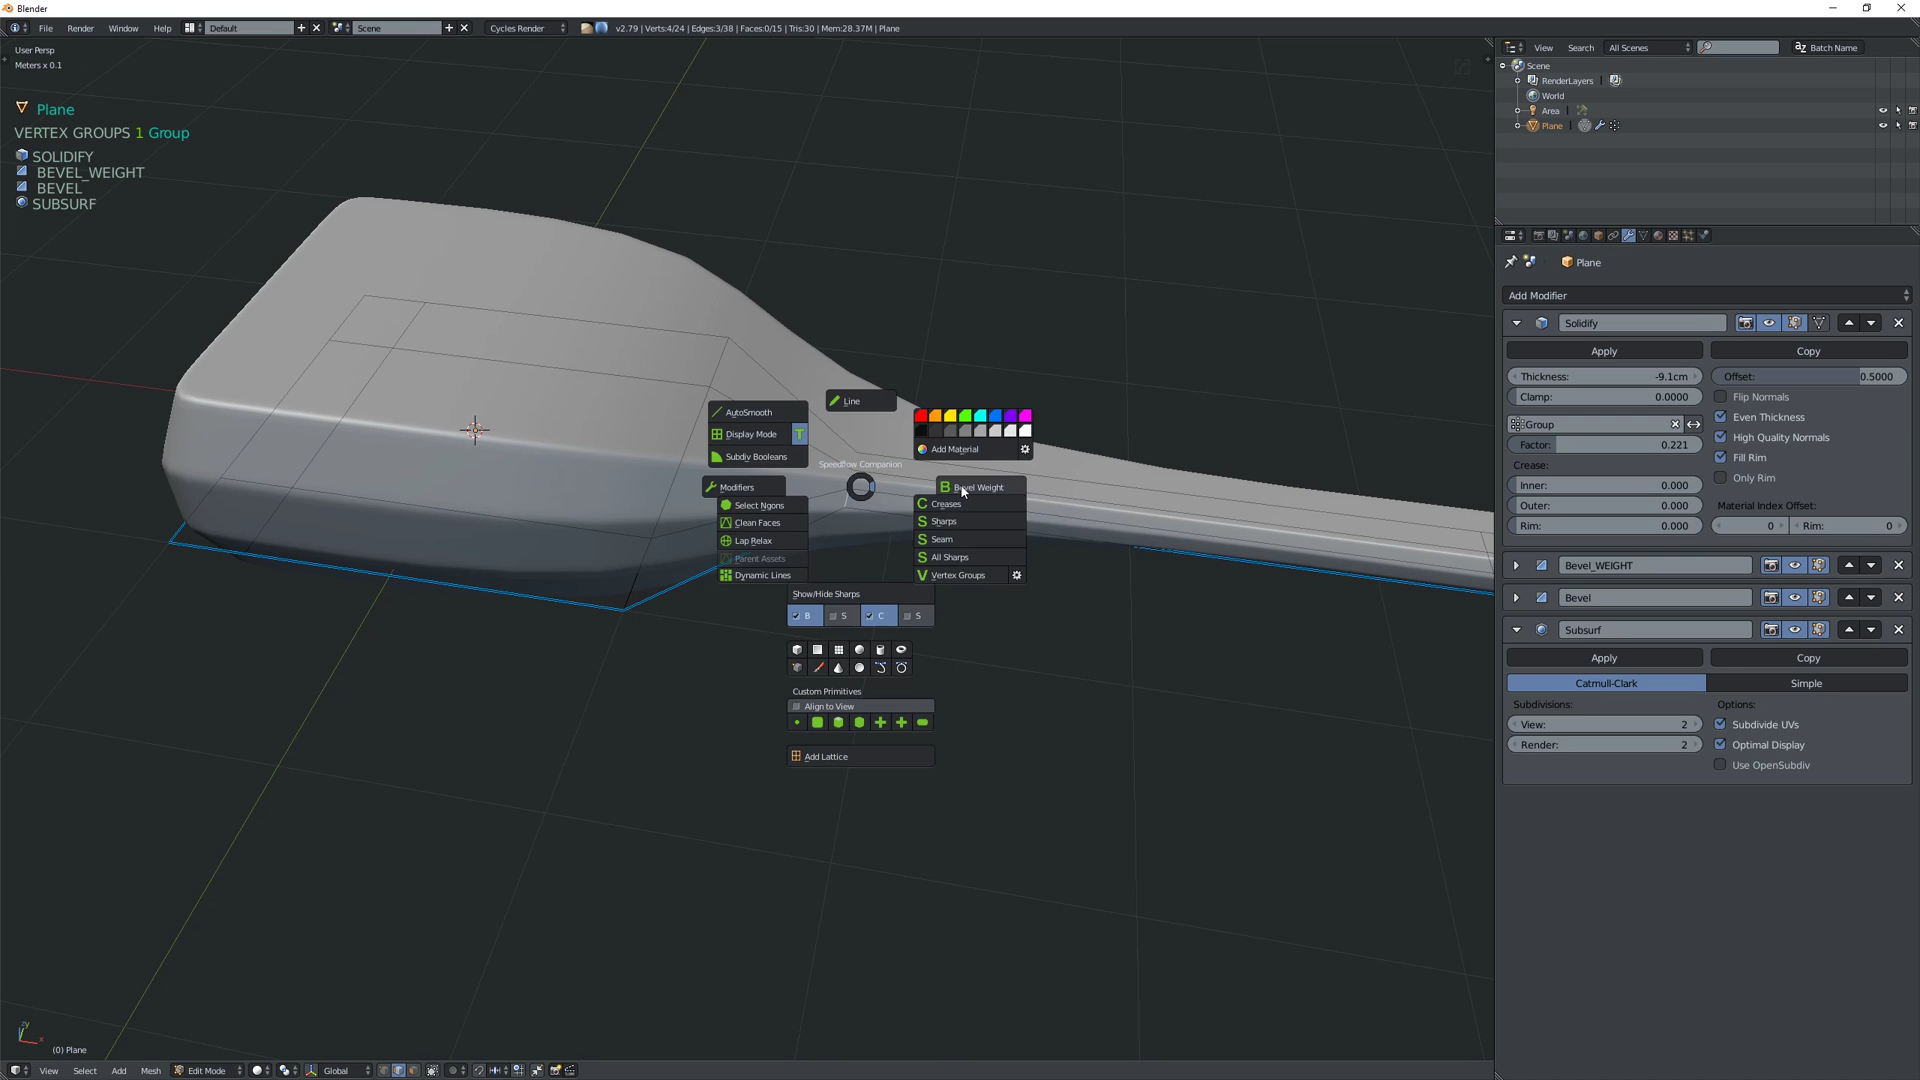 Blender
File Render Window Help Default Scene Cycles Render v2.79 | Verts:4/24 | Edges:3/38 | Faces:0/15 | Tris:30 | Mem:28.37M | Plane
User Persp
Meters x 0.1
Plane
VERTEX GROUPS 1 Group
SOLIDIFY
BEVEL_WEIGHT
BEVEL
SUBSURF
Line
AutoSmooth
Display Mode
Subdiv Booleans
Add Material
Speedflow Companion
Modifiers
Select Ngons
Clean Faces
Lap Relax
Parent Assets
Dynamic Lines
B Bevel Weight
C Creases
S Sharps
S Seam
S All Sharps
V Vertex Groups
Show/Hide Sharps
B S C S
Custom Primitives
Align to View
Add Lattice
zy
x
(0) Plane
View Select Add Mesh Edit Mode Global
View Search All Scenes Batch Name
Scene
RenderLayers
World
Area
Plane
Plane
Add Modifier
Solidify
Apply Copy
Thickness: -9.1cm Offset: 0.5000
Clamp: 0.0000 Flip Normals
Group Even Thickness
Factor: 0.221 High Quality Normals
Crease: Fill Rim
Inner: 0.000 Only Rim
Outer: 0.000 Material Index Offset:
Rim: 0.000 0 Rim: 0
Bevel_WEIGHT
Bevel
Subsurf
Apply Copy
Catmull-Clark Simple
Subdivisions: Options:
View: 2 Subdivide UVs
Render: 2 Optimal Display
Use OpenSubdiv